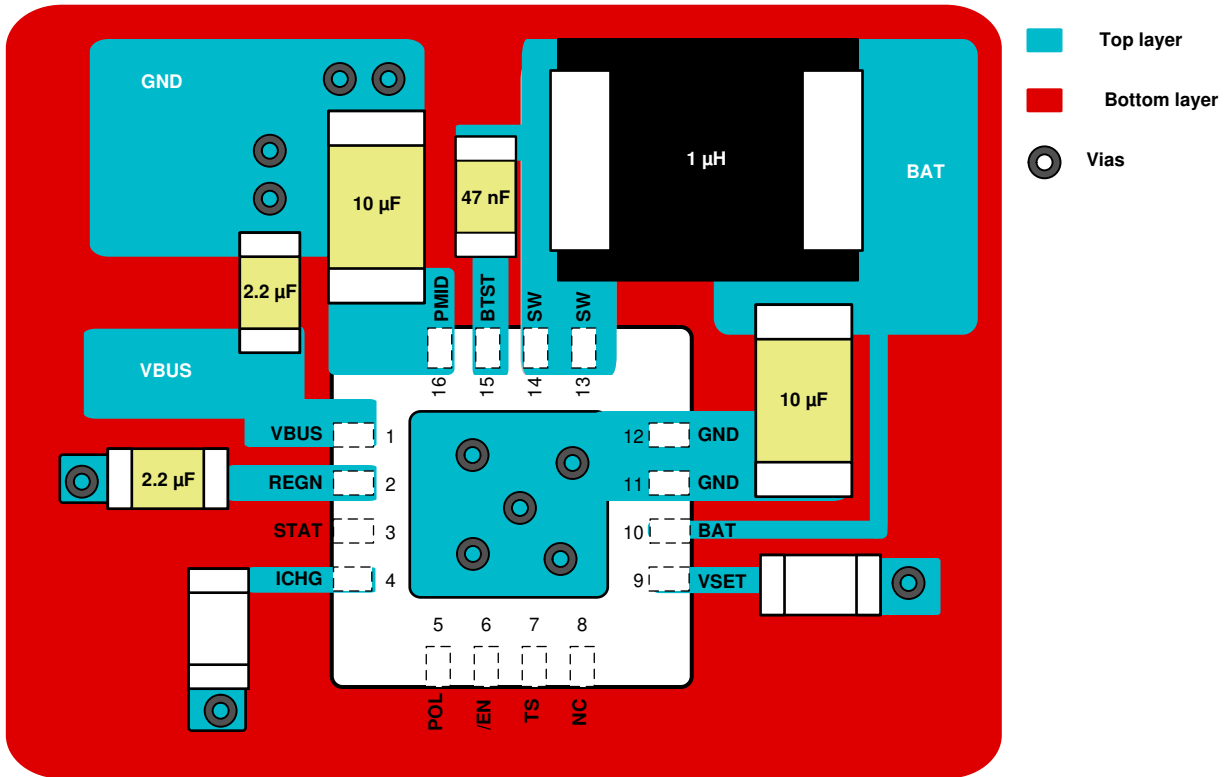 Top layer
GND
Bottom layer
1 µH
Vias
BAT
10 µF
47 nF
2.2 µF
PMID
BTST
SW
SW
VBUS
16
15
14
13
10 µF
VBUS
1
12
GND
2.2 µF
REGN
2
11
GND
STAT
3
10
BAT
ICHG
4
9
VSET
5
6
7
8
POL
/EN
TS
NC